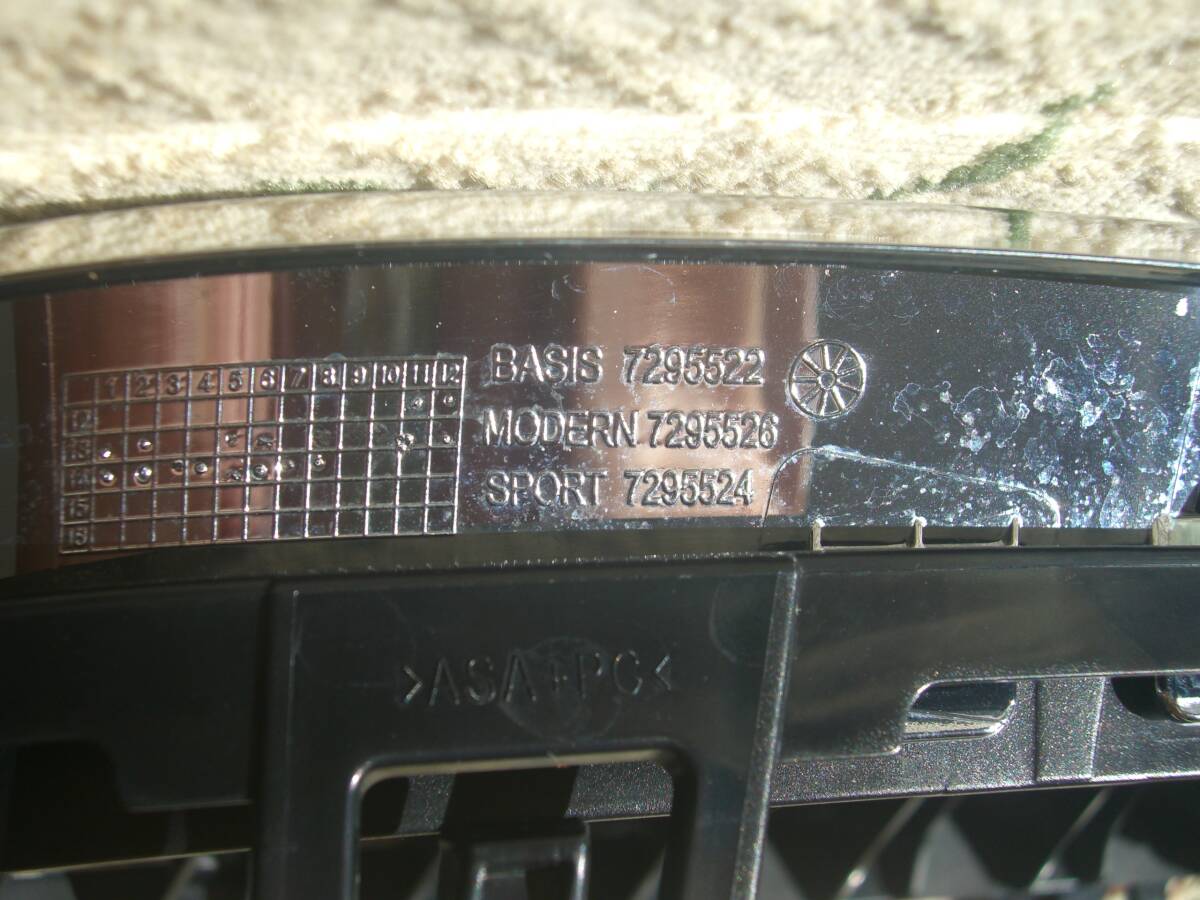 1 2 3 4 5 6 7 8 9 10 11 12
12
13
14
15
16
BASIS 7295522
MODERN 7295526
SPORT 7295524
>ASA+PC<